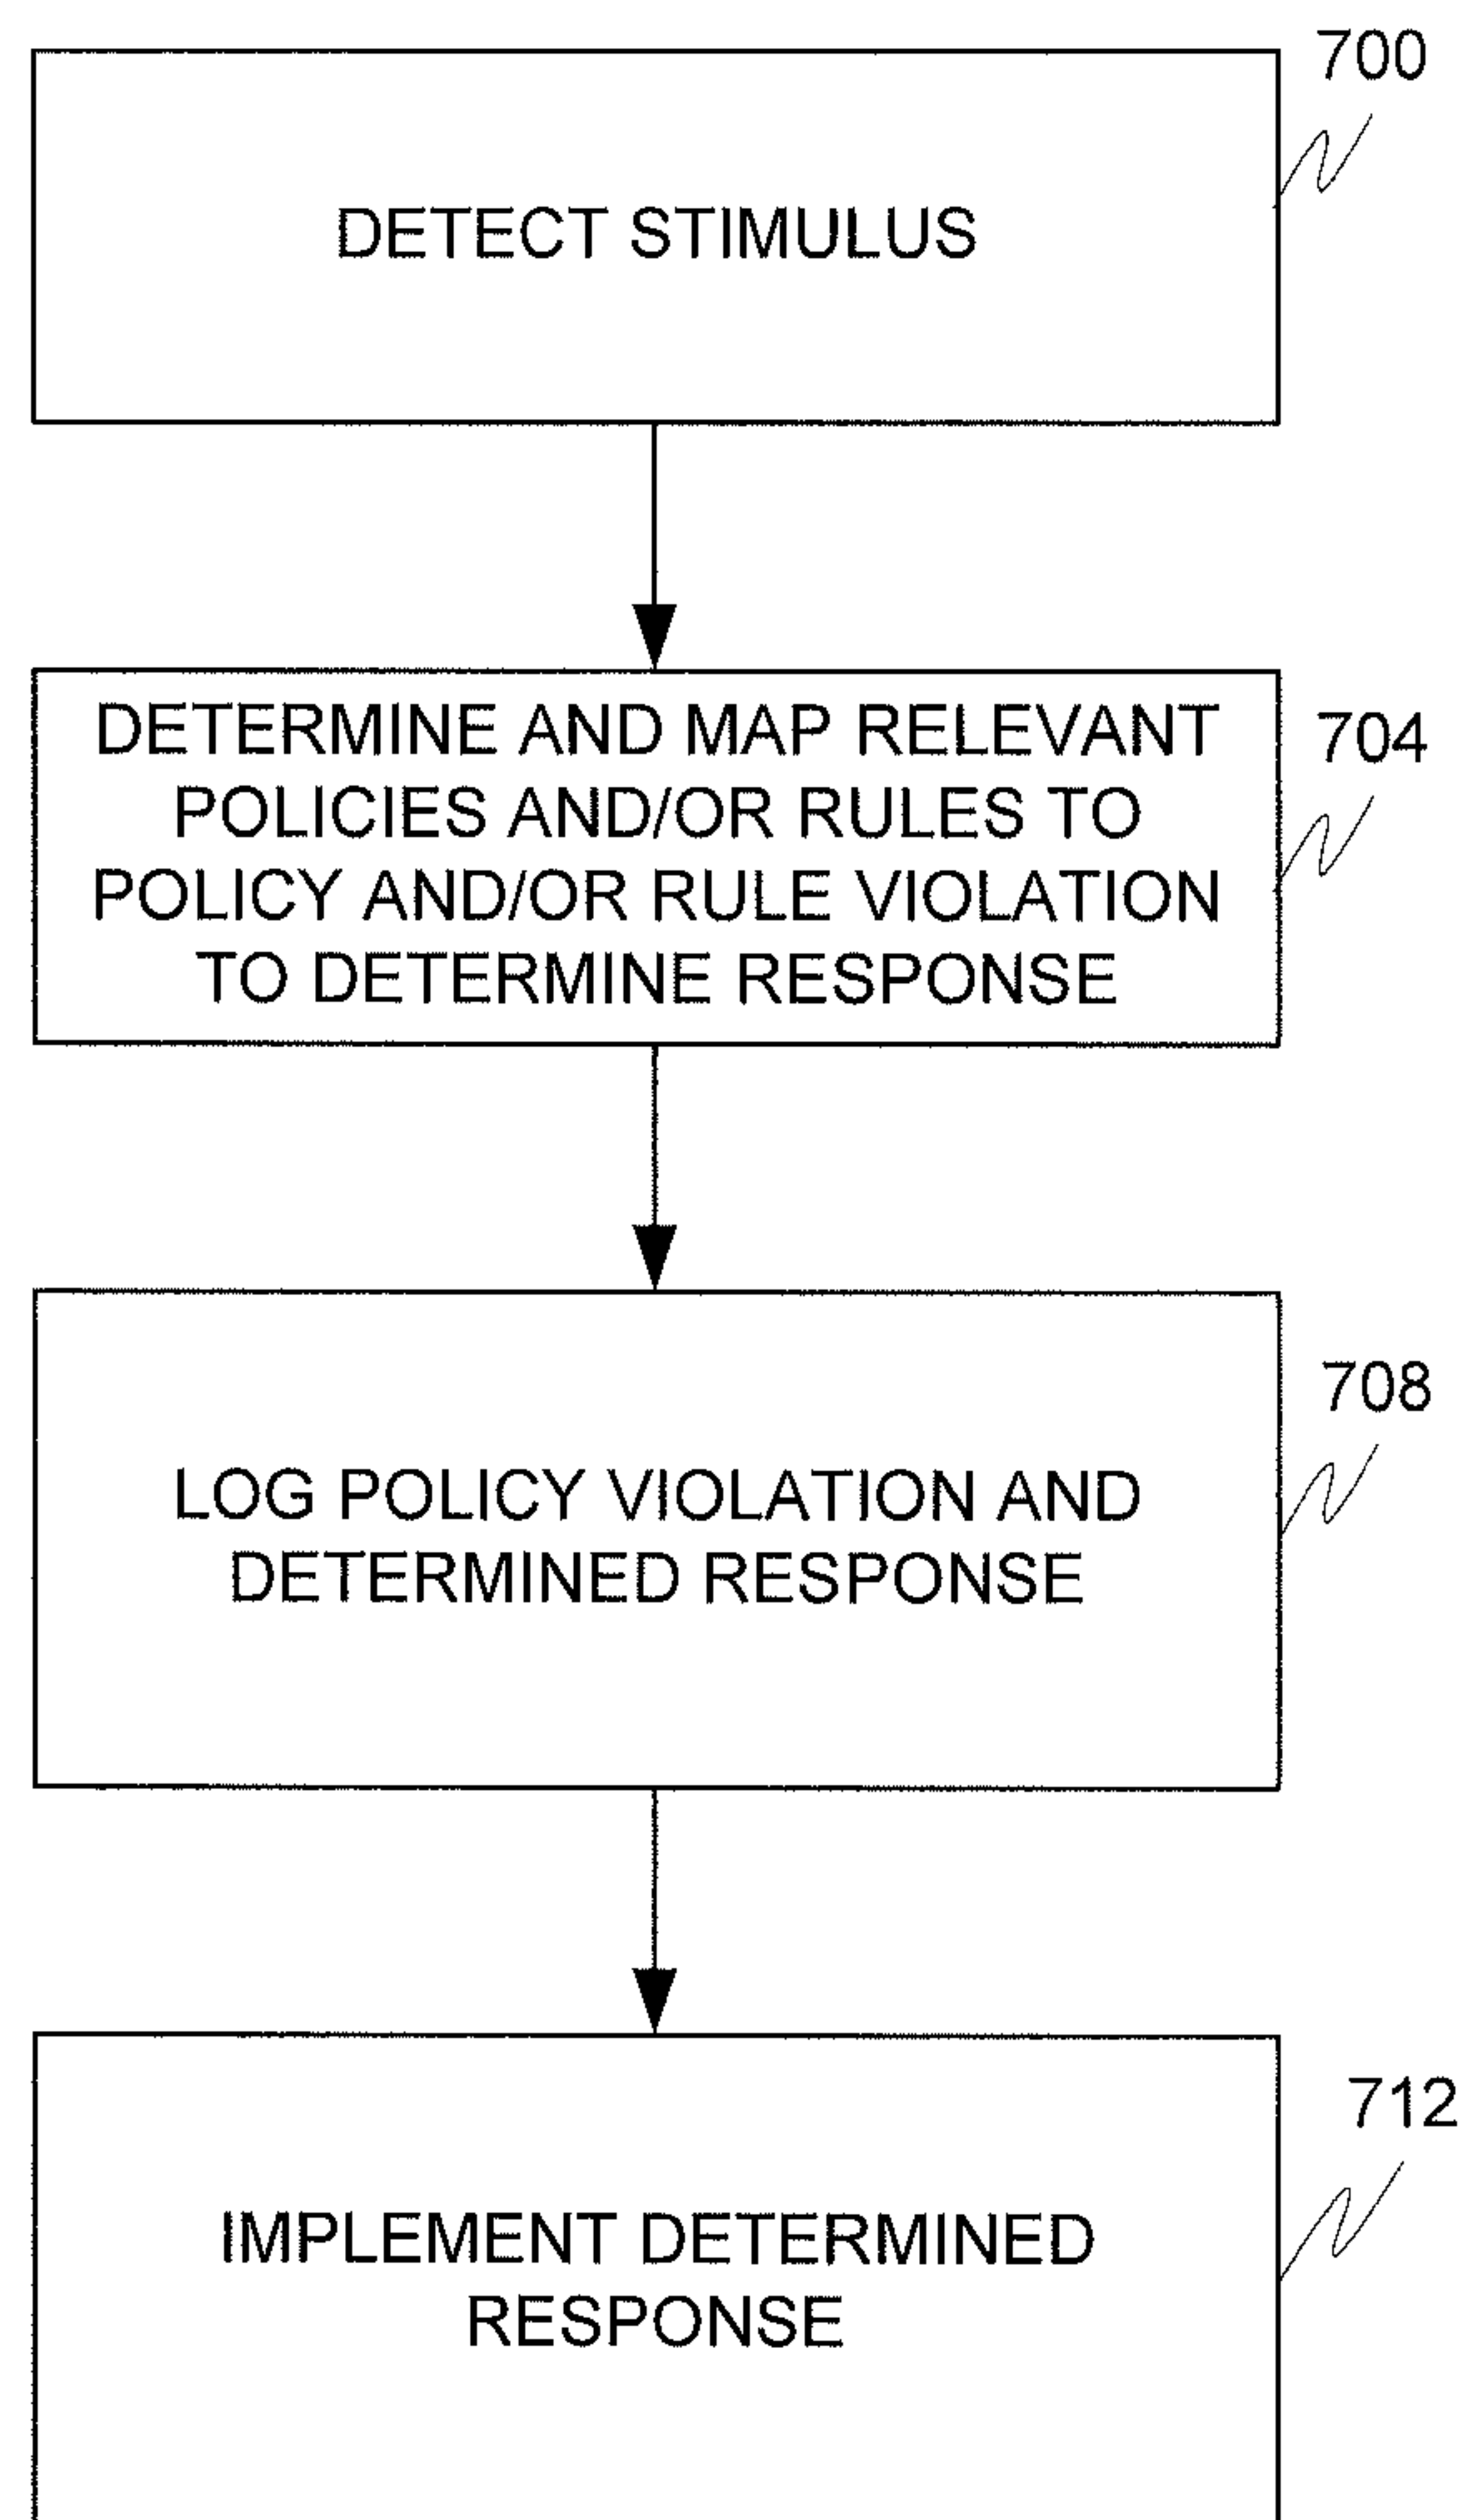 700
DETECT STIMULUS
DETERMINE AND MAP RELEVANT
704
POLICIES AND/OR RULES TO
POLICY AND/OR RULE VIOLATION
TO DETERMINE RESPONSE
708
LOG POLICY VIOLATION AND
DETERMINED RESPONSE
712
IMPLEMENT DETERMINED
RESPONSE